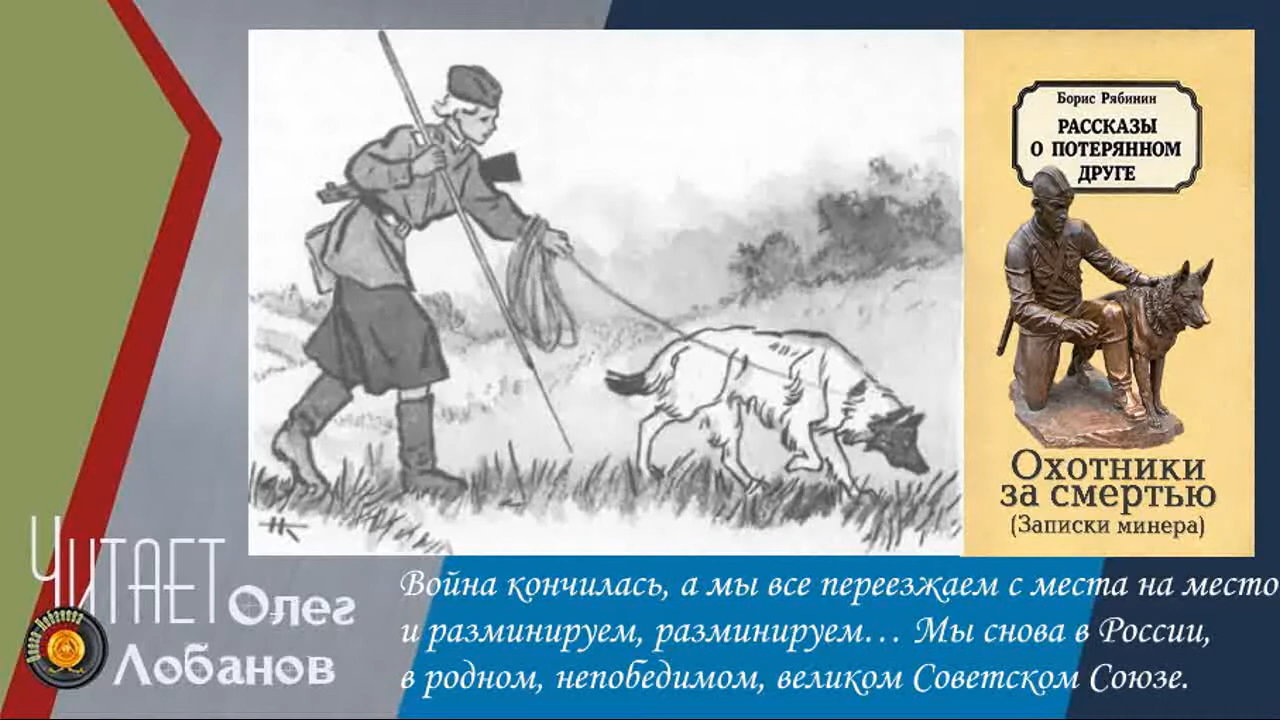 Борис Рябинин
РАССКАЗЫ
О ПОТЕРЯННОМ
ДРУГЕ
Охотники
за смертью
(Записки минера)
Читает
Олег
Лобанов
Война кончилась, а мы все переезжаем с места на место
и разминируем, разминируем... Мы снова в России,
в родном, непобедимом, великом Советском Союзе.